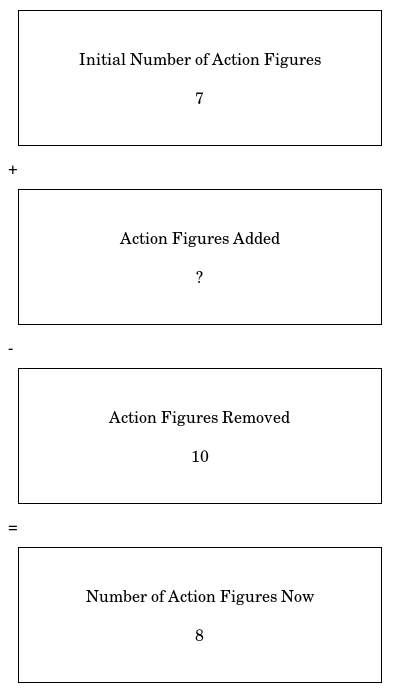 Initial Number of Action Figures
7
+
Action Figures Added
?
-
Action Figures Removed
10
=
Number of Action Figures Now
8